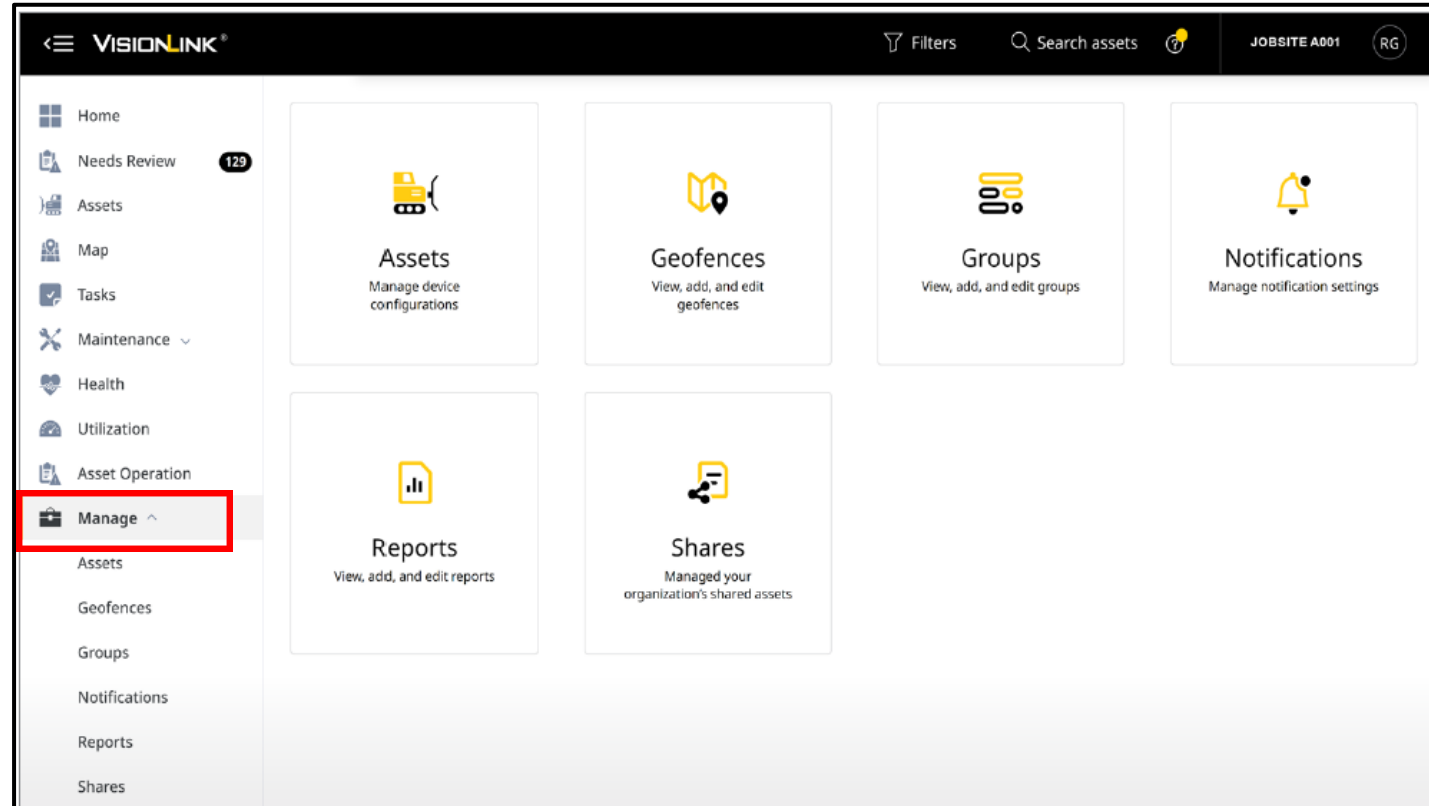 VISIONLINK®
Filters
Search assets
JOBSITE A001
RG
Home
Needs Review 129
Assets
Map
Tasks
Maintenance
Health
Utilization
Asset Operation
Manage
Assets
Geofences
Groups
Notifications
Reports
Shares
Assets
Manage device
configurations
Geofences
View, add, and edit
geofences
Groups
View, add, and edit groups
Notifications
Manage notification settings
Reports
View, add, and edit reports
Shares
Managed your
organization's shared assets